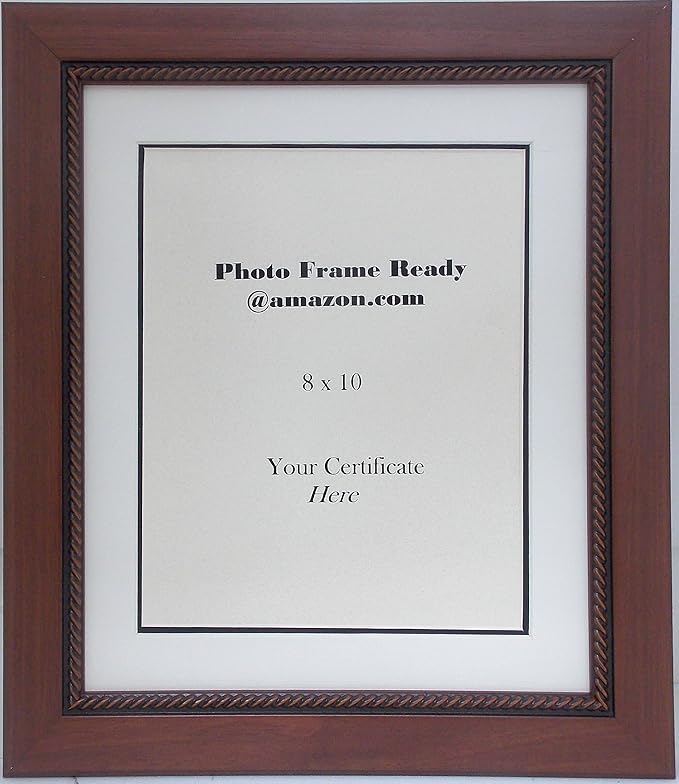 Photo Frame Ready
@amazon.com
8 x 10
Your Certificate
Here